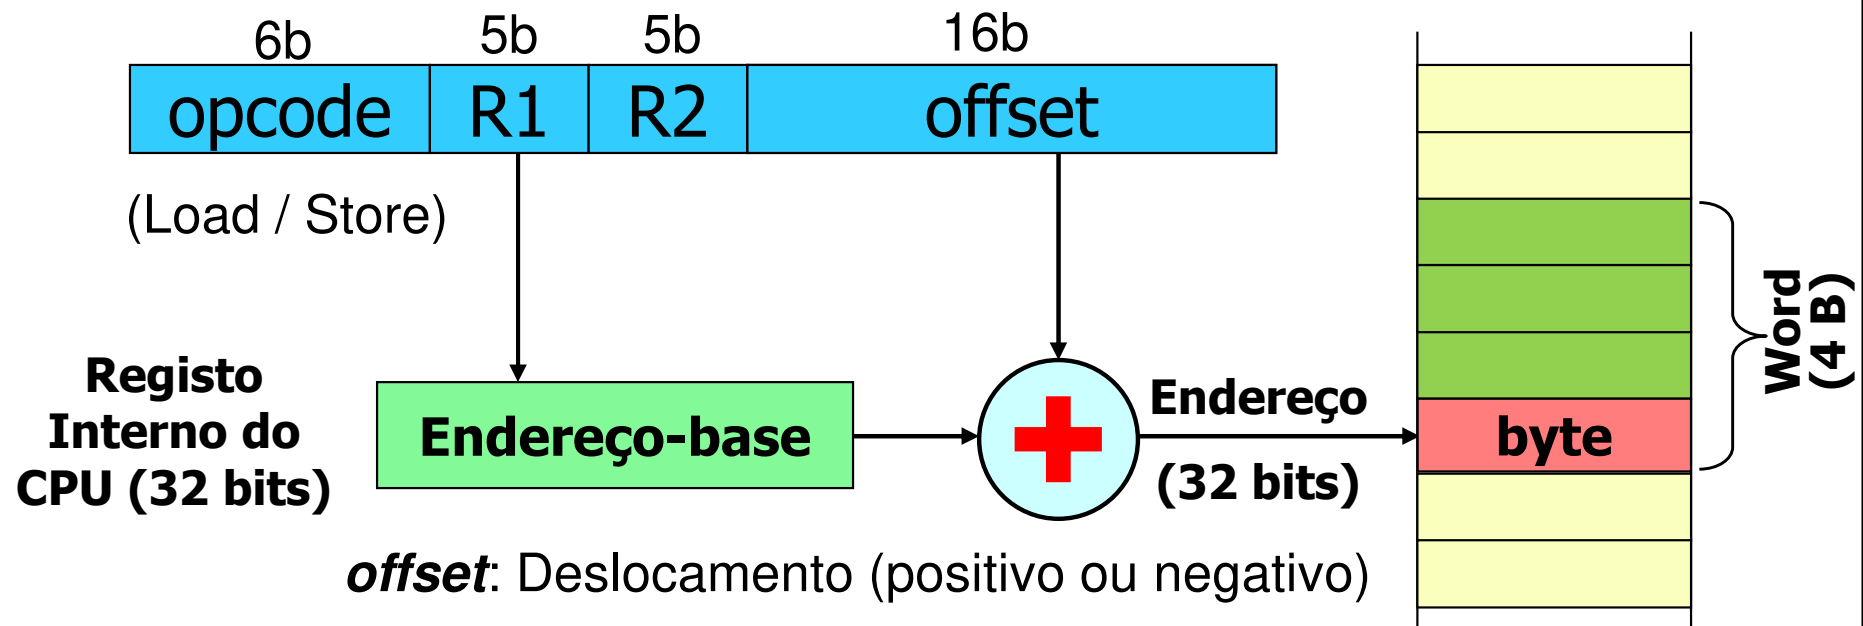 6b 5b 5b 16b
opcode R1 R2 offset
(Load / Store)
Registo
Interno do
CPU (32 bits)
Endereço-base
Endereço
(32 bits)
byte
Word
(4 B)
offset: Deslocamento (positivo ou negativo)